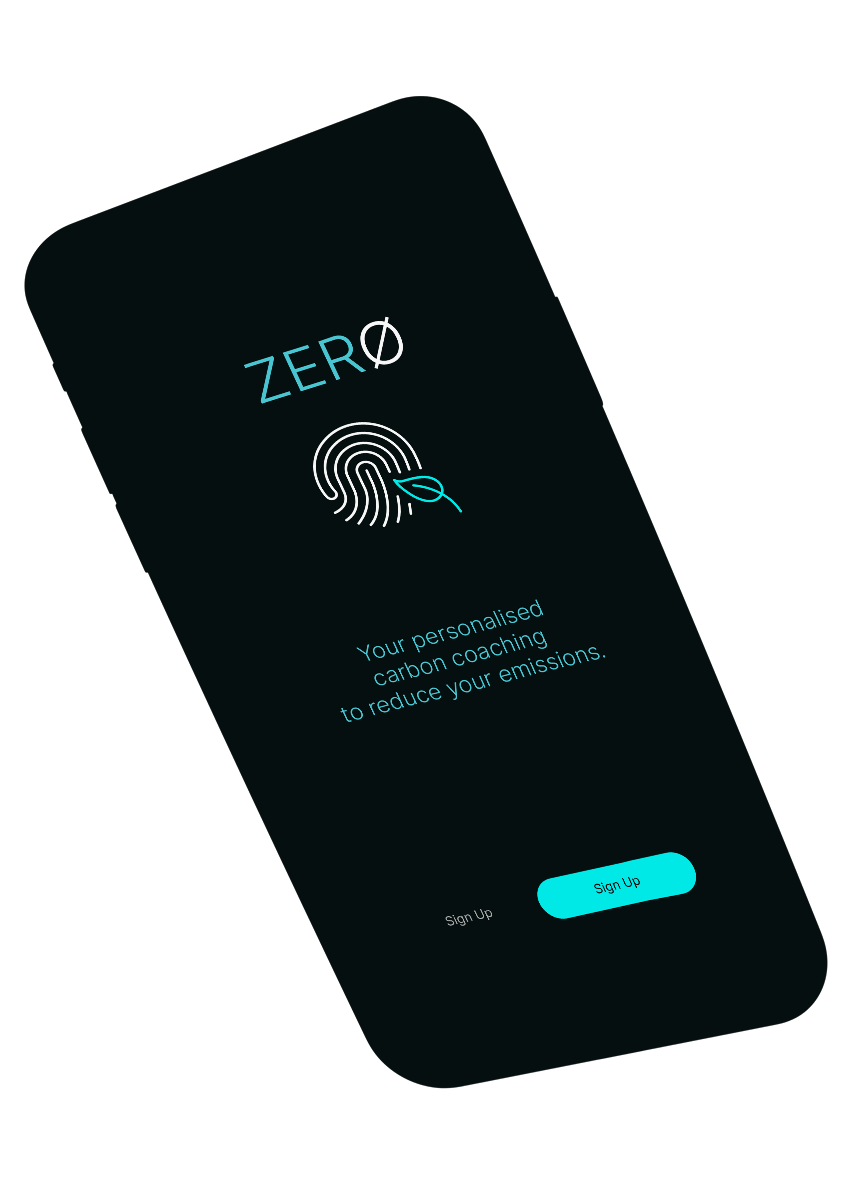 ZERØ
Your personalised
carbon coaching
to reduce your emissions.
Sign Up
Sign Up